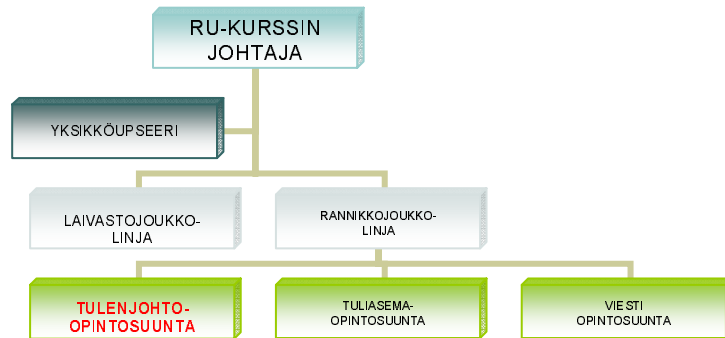 RU-KURSSIN
JOHTAJA
YKSIKKÖUPSEERI
LAIVASTOJOUKKO-
LINJA
RANNIKKOJOUKKO-
LINJA
TULENJOHTO-
OPINTOSUUNTA
TULIASEMA-
OPINTOSUUNTA
VIESTI
OPINTOSUUNTA